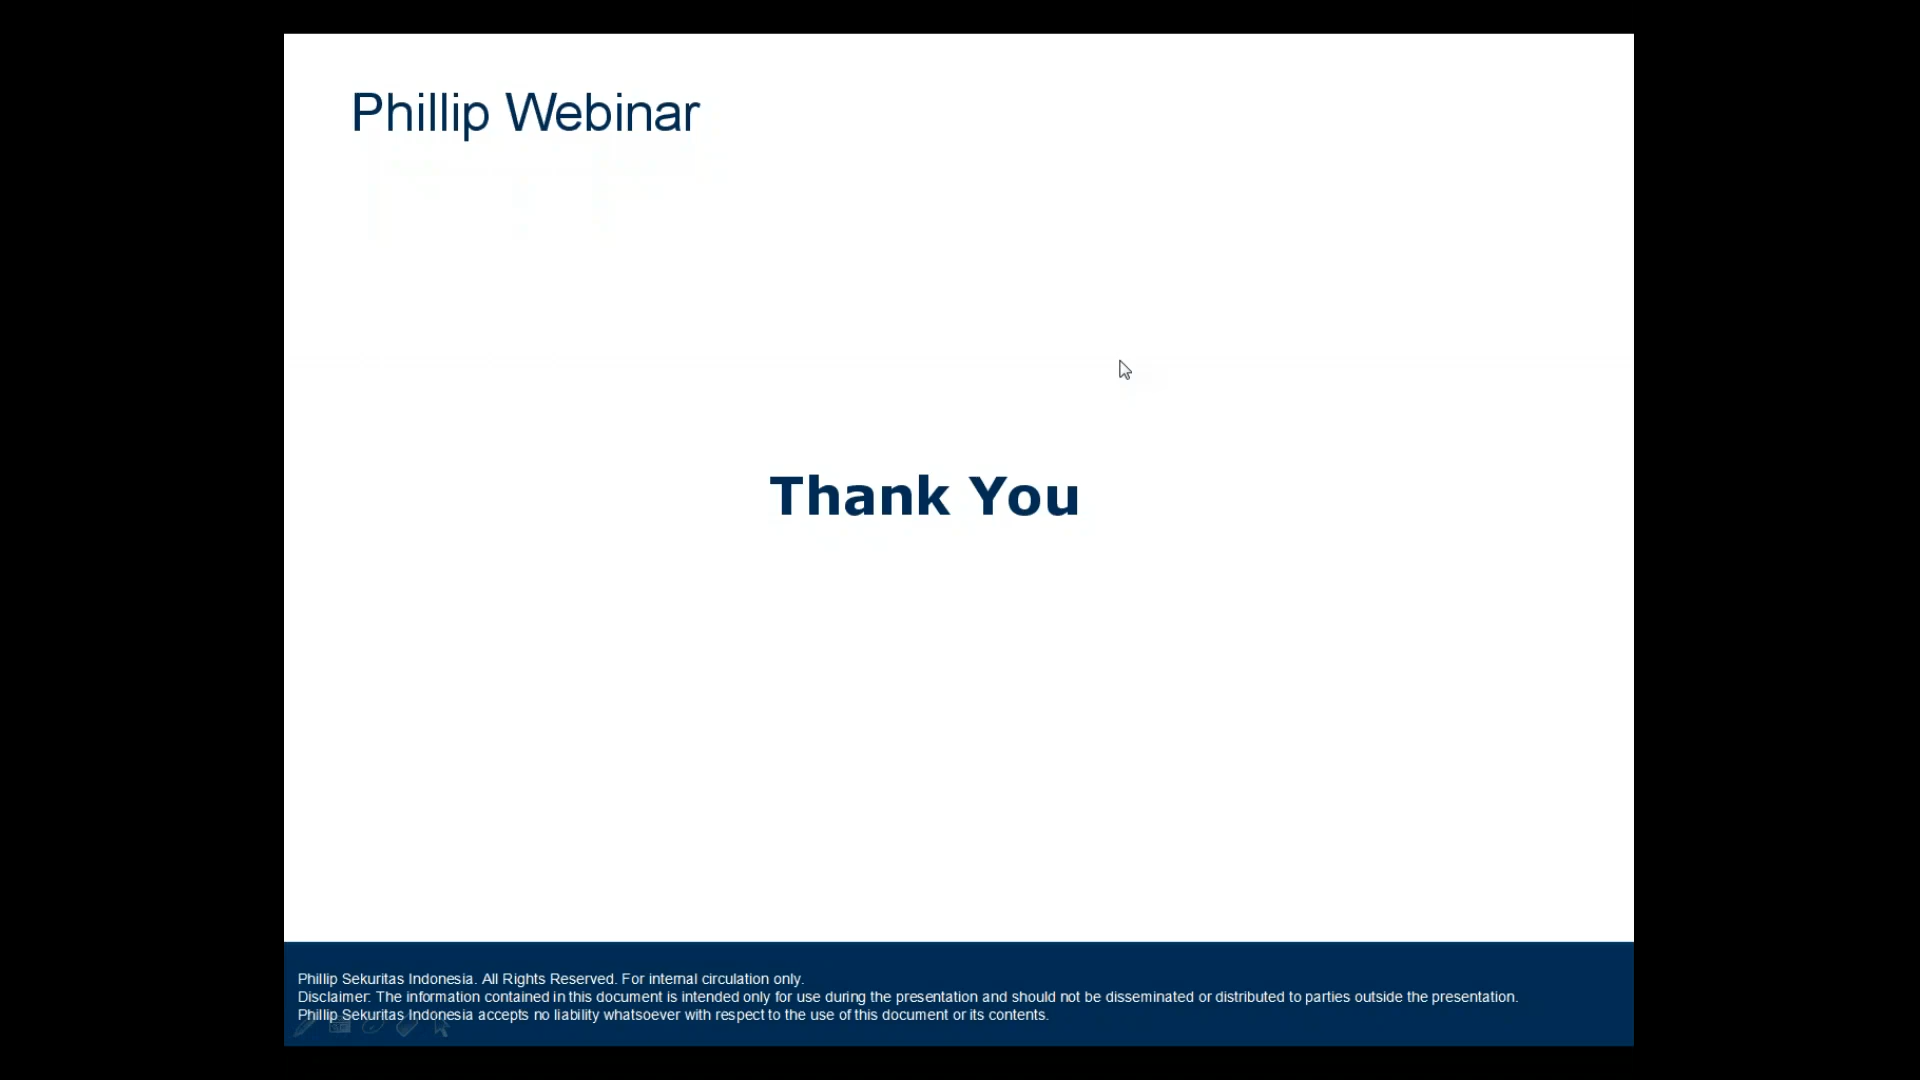 Phillip Webinar
Thank You
Phillip Sekuritas Indonesia. All Rights Reserved. For internal circulation only.
Disclaimer: The information contained in this document is intended only for use during the presentation and should not be disseminated or distributed to parties outside the presentation.
Phillip Sekuritas Indonesia accepts no liability whatsoever with respect to the use of this document or its contents.